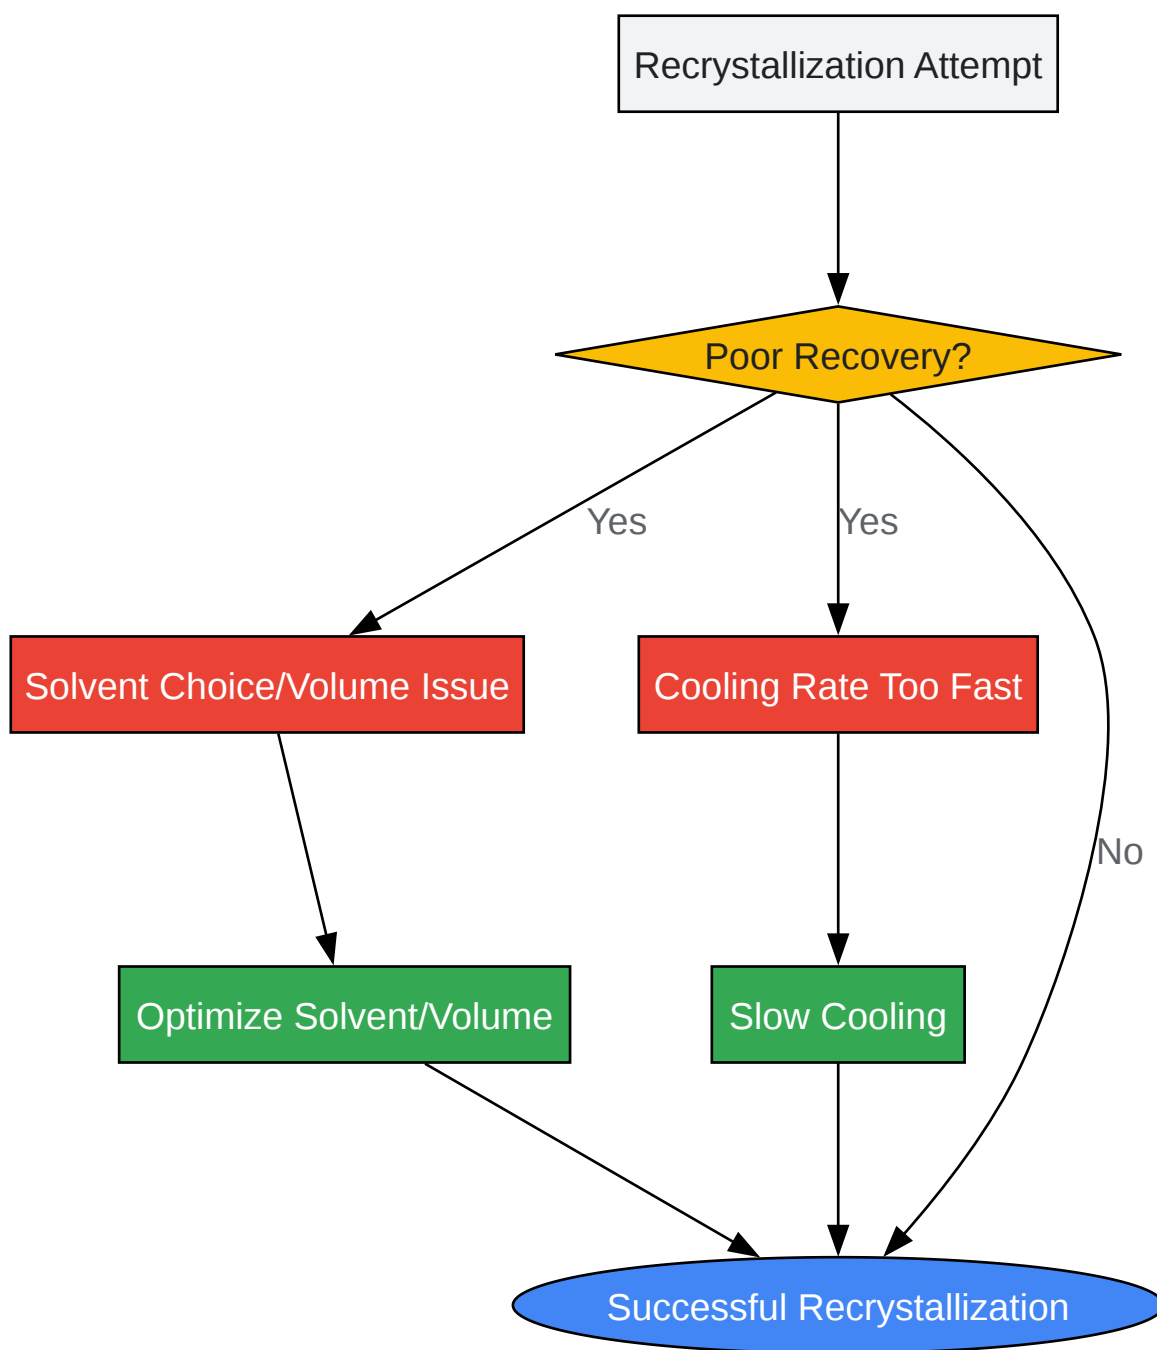 Recrystallization Attempt
Poor Recovery?
Yes
Yes
Solvent Choice/Volume Issue
Cooling Rate Too Fast
No
Optimize Solvent/Volume
Slow Cooling
Successful Recrystallization